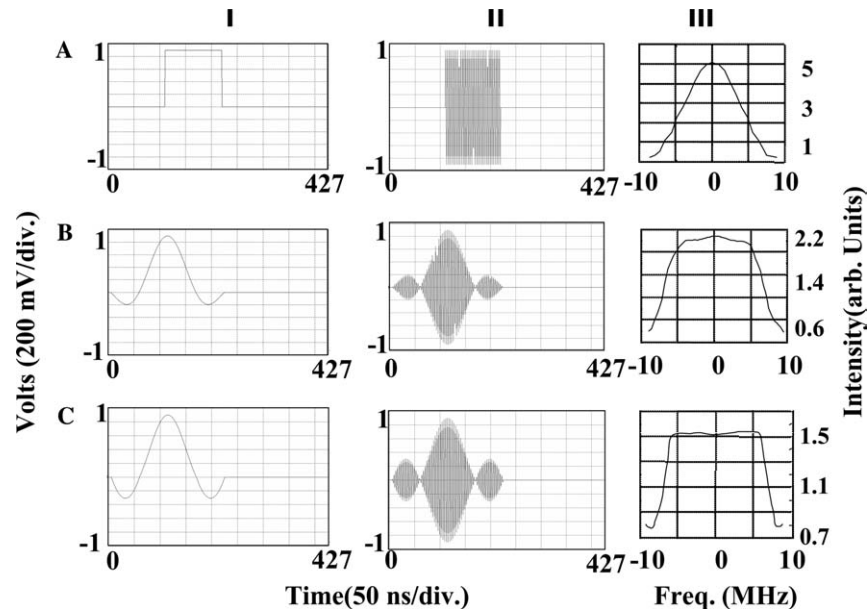 I II III
A 1 1 5
3
1
-1 -1
0 427 0 427 -10 0 10
B 1 1 2.2
1.4
0.6
-1 -1
0 427 0 427 -10 0 10
C 1 1 1.5
1.1
0.7
-1 -1
0 427 0 427 -10 0 10
Time(50 ns/div.) Freq. (MHz)
Volts (200 mV/div.)
Intensity(arb. Units)